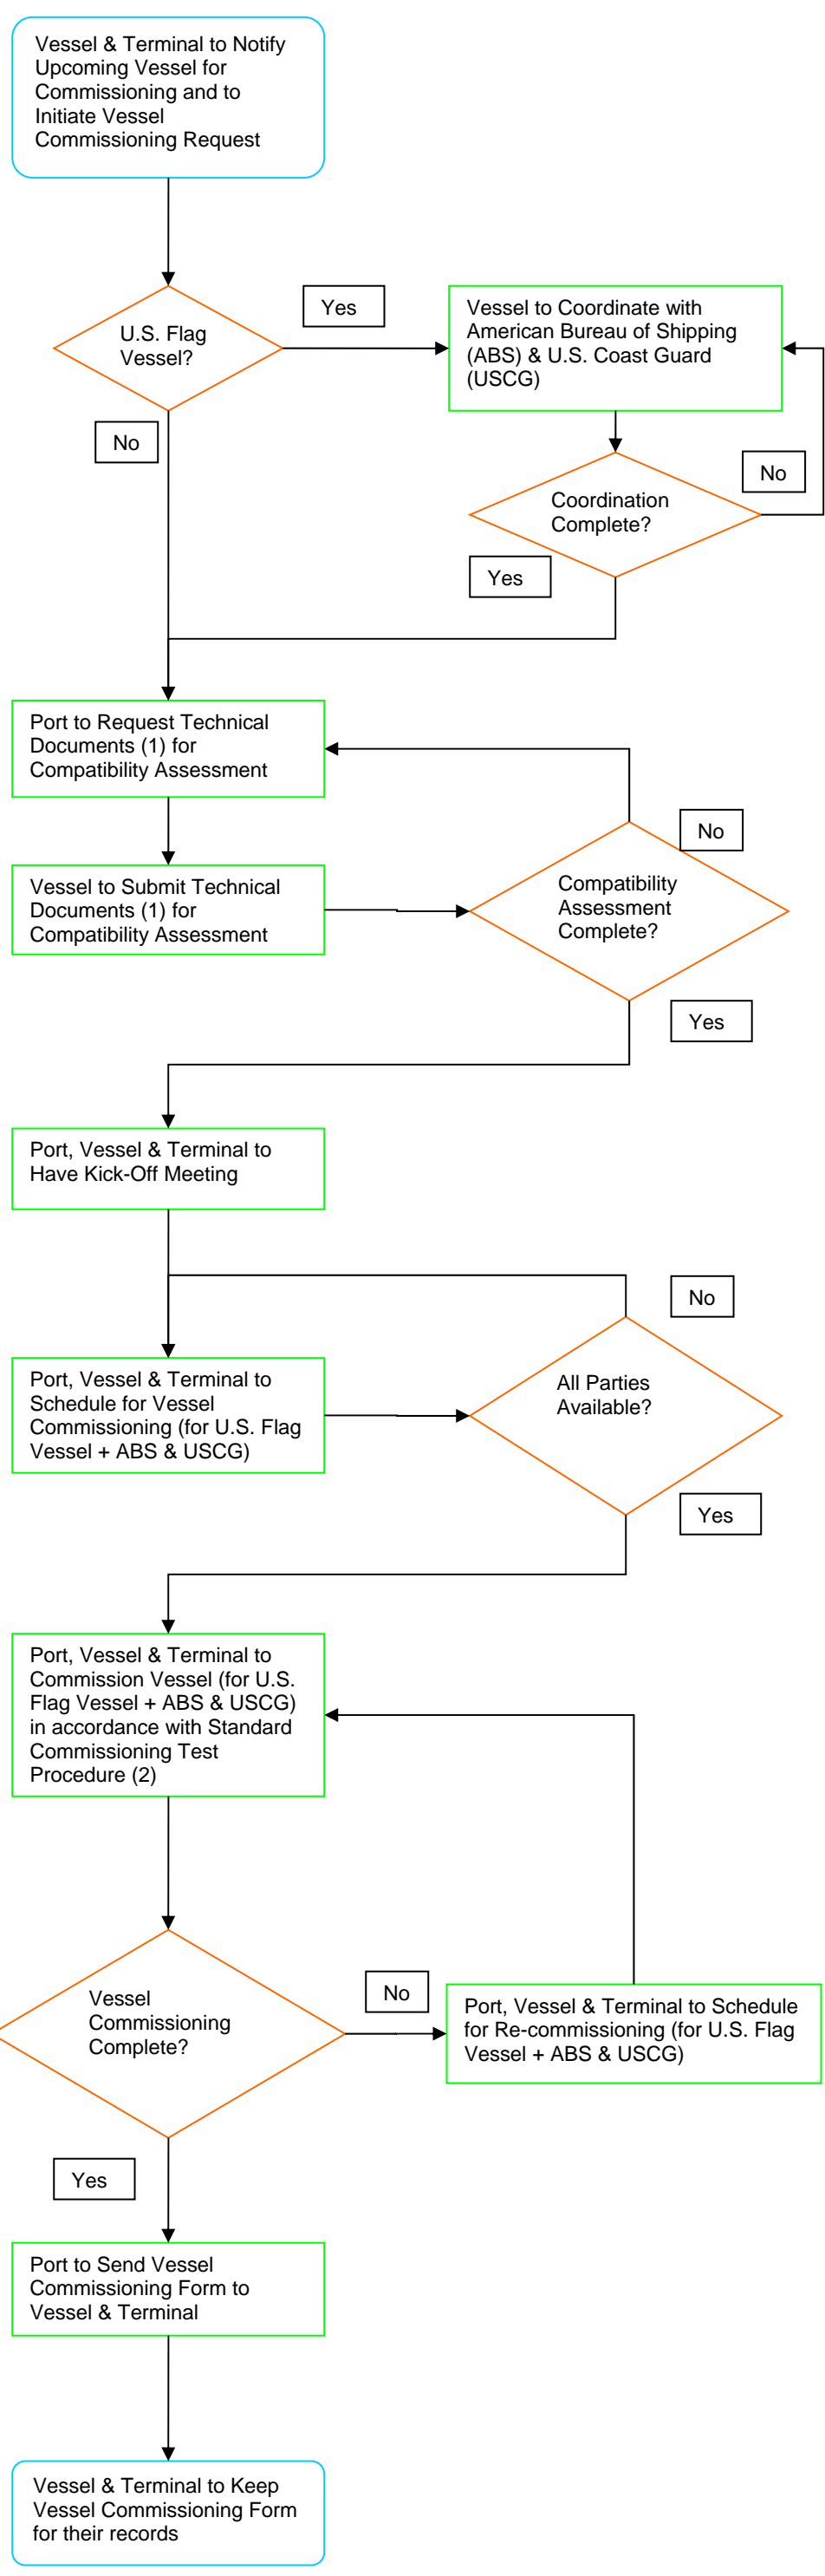 Vessel & Terminal to Notify
Upcoming Vessel for
Commissioning and to
Initiate Vessel
Commissioning Request
U.S. Flag
Vessel?
Yes
Vessel to Coordinate with
American Bureau of Shipping
(ABS) & U.S. Coast Guard
(USCG)
No
No
Coordination
Complete?
Yes
Port to Request Technical
Documents (1) for
Compatibility Assessment
No
Vessel to Submit Technical
Documents (1) for
Compatibility Assessment
Compatibility
Assessment
Complete?
Yes
Port, Vessel & Terminal to
Have Kick-Off Meeting
No
Port, Vessel & Terminal to
Schedule for Vessel
Commissioning (for U.S. Flag
Vessel + ABS & USCG)
All Parties
Available?
Yes
Port, Vessel & Terminal to
Commission Vessel (for U.S.
Flag Vessel + ABS & USCG)
in accordance with Standard
Commissioning Test
Procedure (2)
Vessel
Commissioning
Complete?
No
Port, Vessel & Terminal to Schedule
for Re-commissioning (for U.S. Flag
Vessel + ABS & USCG)
Yes
Port to Send Vessel
Commissioning Form to
Vessel & Terminal
Vessel & Terminal to Keep
Vessel Commissioning Form
for their records